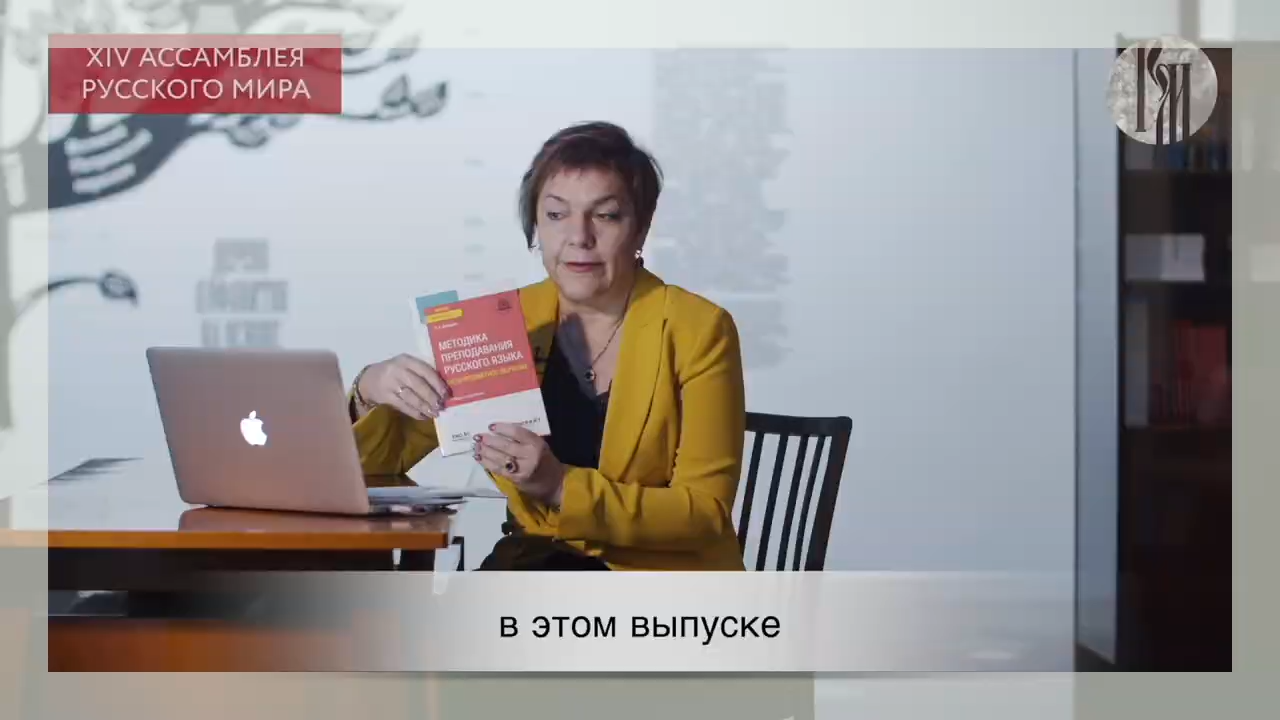 XIV АССАМБЛЕЯ
РУССКОГО МИРА
МЕТОДИКА
ПРЕПОДАВАНИЯ
РУССКОГО ЯЗЫКА
в этом выпуске